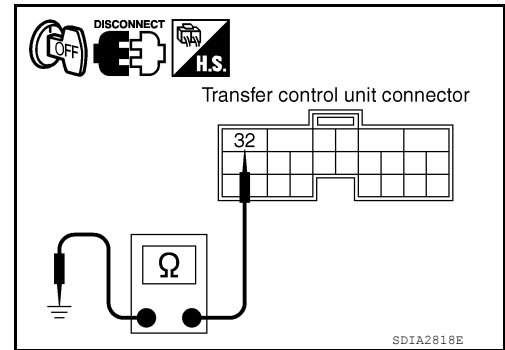 DISCONNECT
OFF
H.S.
Transfer control unit connector
32
Ω
SDIA2818E